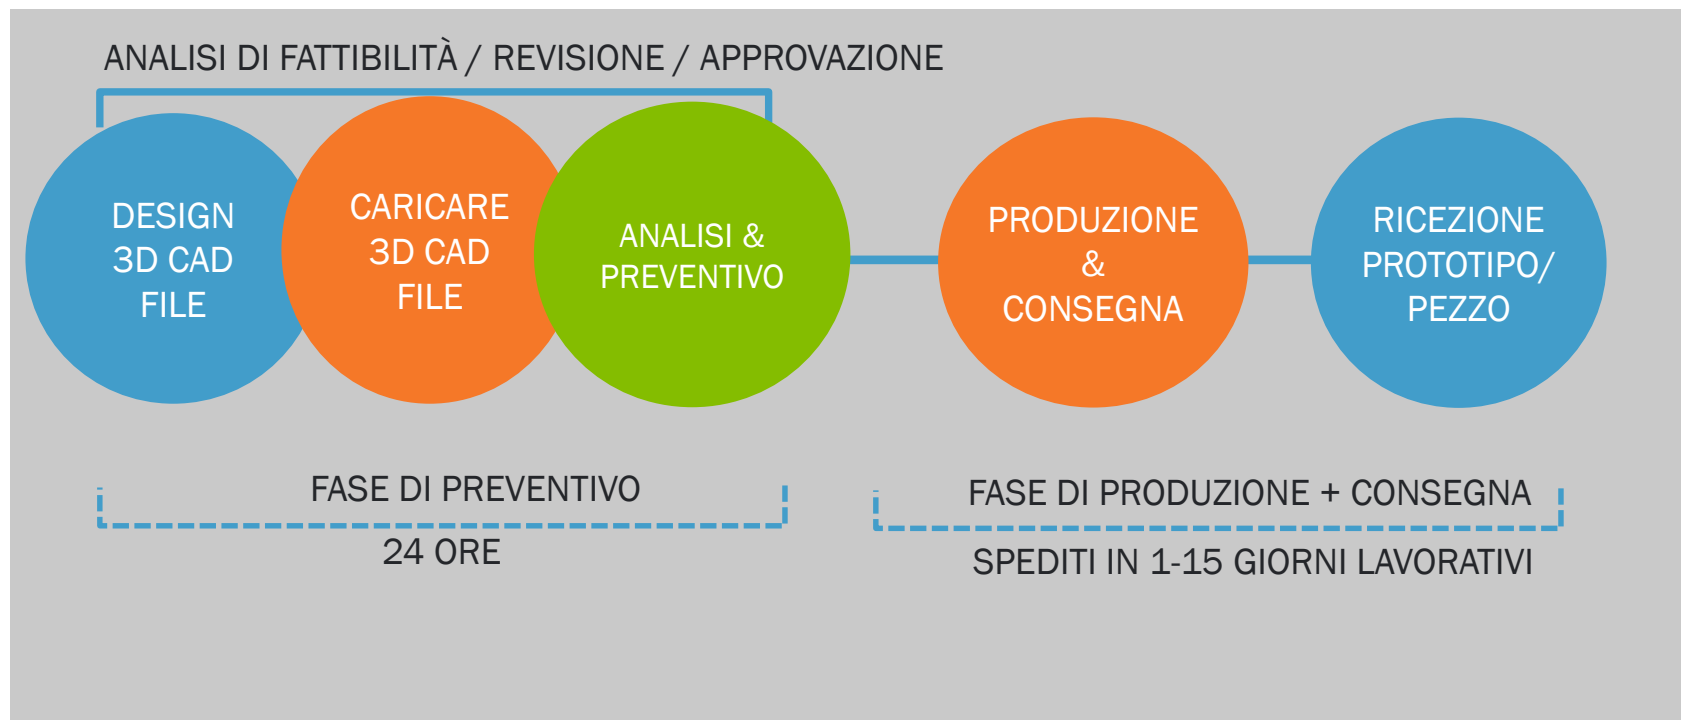 ANALISI DI FATTIBILITÀ / REVISIONE / APPROVAZIONE
DESIGN
3D CAD
FILE
CARICARE
3D CAD
FILE
ANALISI &
PREVENTIVO
PRODUZIONE
&
CONSEGNA
RICEZIONE
PROTOTIPO/
PEZZO
FASE DI PREVENTIVO
24 ORE
FASE DI PRODUZIONE + CONSEGNA
SPEDITI IN 1-15 GIORNI LAVORATIVI